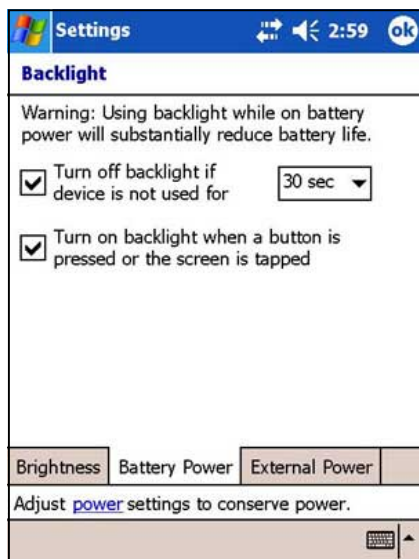 Settings 2:59 ok
Backlight
Warning: Using backlight while on battery
power will substantially reduce battery life.
Turn off backlight if
device is not used for
30 sec
Turn on backlight when a button is
pressed or the screen is tapped
Brightness Battery Power External Power
Adjust power settings to conserve power.